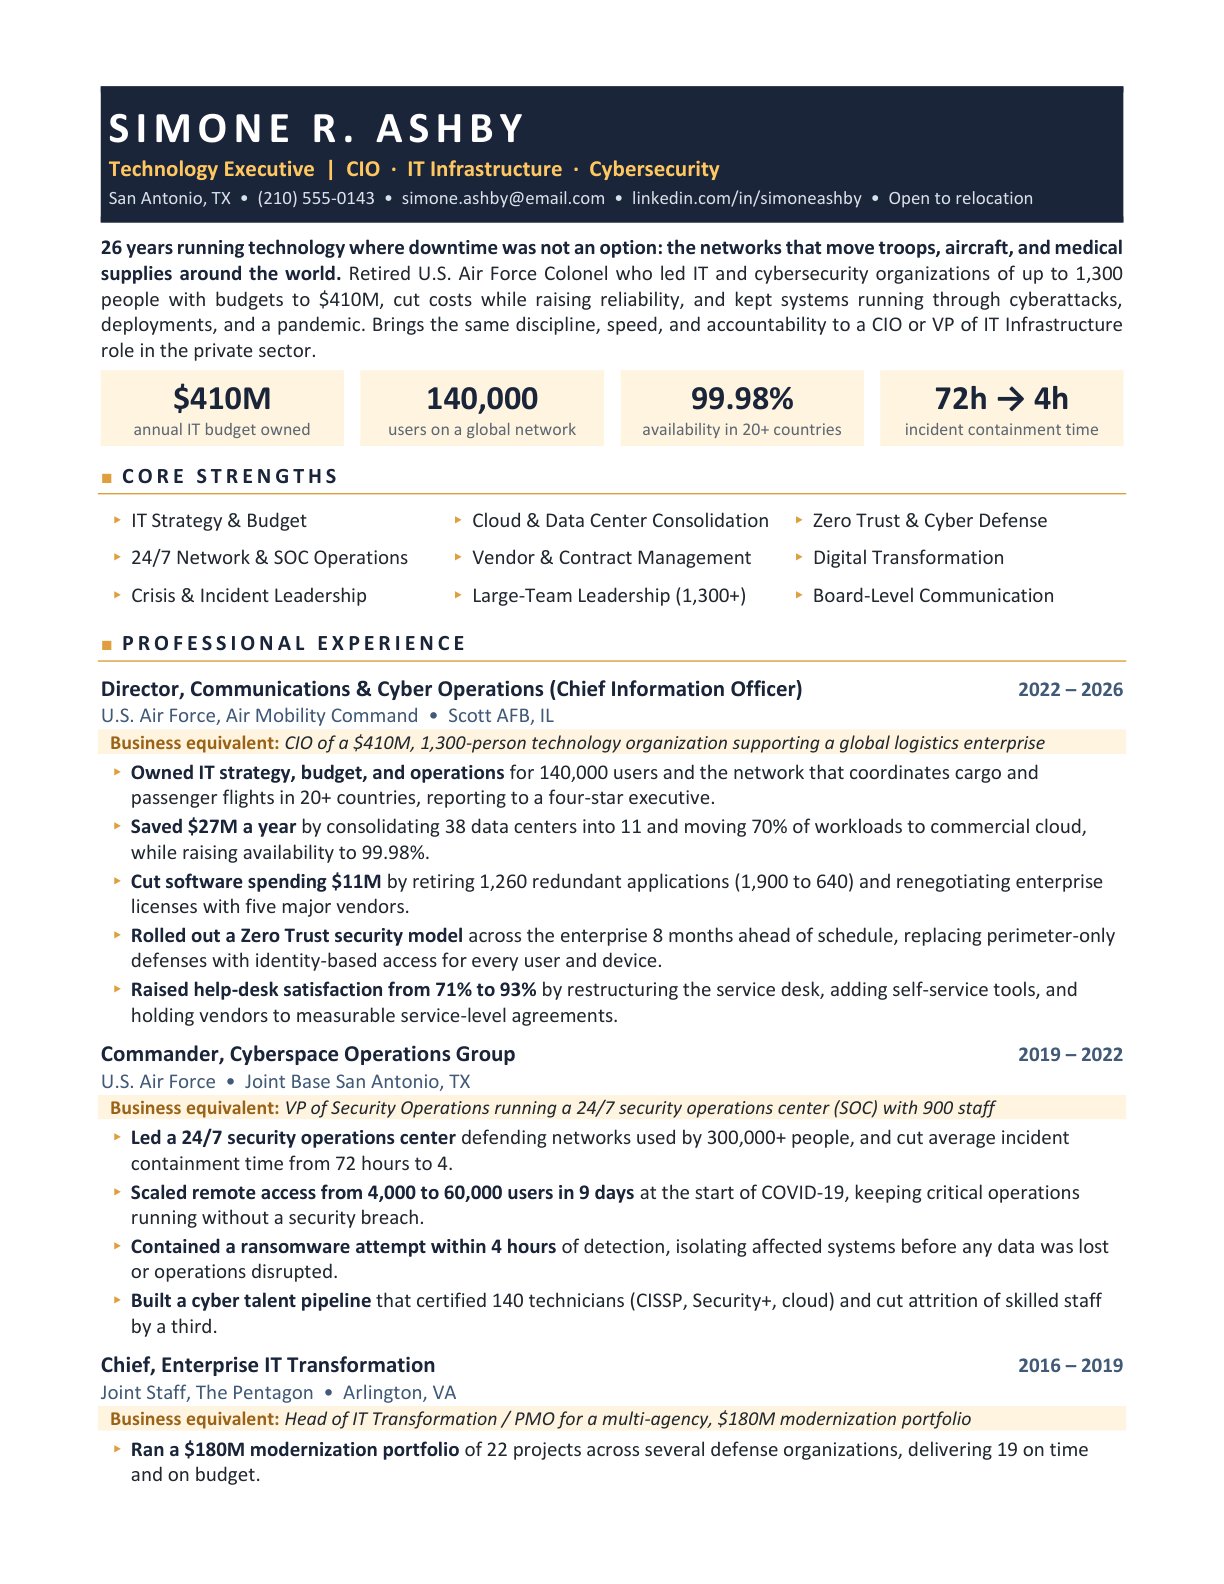 SIMONE R. ASHBY
Technology Executive | CIO · IT Infrastructure · Cybersecurity
San Antonio, TX • (210) 555-0143 • simone.ashby@email.com • linkedin.com/in/simoneashby • Open to relocation
26 years running technology where downtime was not an option: the networks that move troops, aircraft, and medical
supplies around the world. Retired U.S. Air Force Colonel who led IT and cybersecurity organizations of up to 1,300
people with budgets to $410M, cut costs while raising reliability, and kept systems running through cyberattacks,
deployments, and a pandemic. Brings the same discipline, speed, and accountability to a CIO or VP of IT Infrastructure
role in the private sector.
$410M
annual IT budget owned
140,000
users on a global network
99.98%
availability in 20+ countries
72h → 4h
incident containment time
■ CORE STRENGTHS
‣ IT Strategy & Budget
‣ Cloud & Data Center Consolidation
‣ Zero Trust & Cyber Defense
‣ 24/7 Network & SOC Operations
‣ Vendor & Contract Management
‣ Digital Transformation
‣ Crisis & Incident Leadership
‣ Large-Team Leadership (1,300+)
‣ Board-Level Communication
■ PROFESSIONAL EXPERIENCE
Director, Communications & Cyber Operations (Chief Information Officer) 2022 – 2026
U.S. Air Force, Air Mobility Command • Scott AFB, IL
Business equivalent: CIO of a $410M, 1,300-person technology organization supporting a global logistics enterprise
‣ Owned IT strategy, budget, and operations for 140,000 users and the network that coordinates cargo and
passenger flights in 20+ countries, reporting to a four-star executive.
‣ Saved $27M a year by consolidating 38 data centers into 11 and moving 70% of workloads to commercial cloud,
while raising availability to 99.98%.
‣ Cut software spending $11M by retiring 1,260 redundant applications (1,900 to 640) and renegotiating enterprise
licenses with five major vendors.
‣ Rolled out a Zero Trust security model across the enterprise 8 months ahead of schedule, replacing perimeter-only
defenses with identity-based access for every user and device.
‣ Raised help-desk satisfaction from 71% to 93% by restructuring the service desk, adding self-service tools, and
holding vendors to measurable service-level agreements.
Commander, Cyberspace Operations Group 2019 – 2022
U.S. Air Force • Joint Base San Antonio, TX
Business equivalent: VP of Security Operations running a 24/7 security operations center (SOC) with 900 staff
‣ Led a 24/7 security operations center defending networks used by 300,000+ people, and cut average incident
containment time from 72 hours to 4.
‣ Scaled remote access from 4,000 to 60,000 users in 9 days at the start of COVID-19, keeping critical operations
running without a security breach.
‣ Contained a ransomware attempt within 4 hours of detection, isolating affected systems before any data was lost
or operations disrupted.
‣ Built a cyber talent pipeline that certified 140 technicians (CISSP, Security+, cloud) and cut attrition of skilled staff
by a third.
Chief, Enterprise IT Transformation 2016 – 2019
Joint Staff, The Pentagon • Arlington, VA
Business equivalent: Head of IT Transformation / PMO for a multi-agency, $180M modernization portfolio
‣ Ran a $180M modernization portfolio of 22 projects across several defense organizations, delivering 19 on time
and on budget.